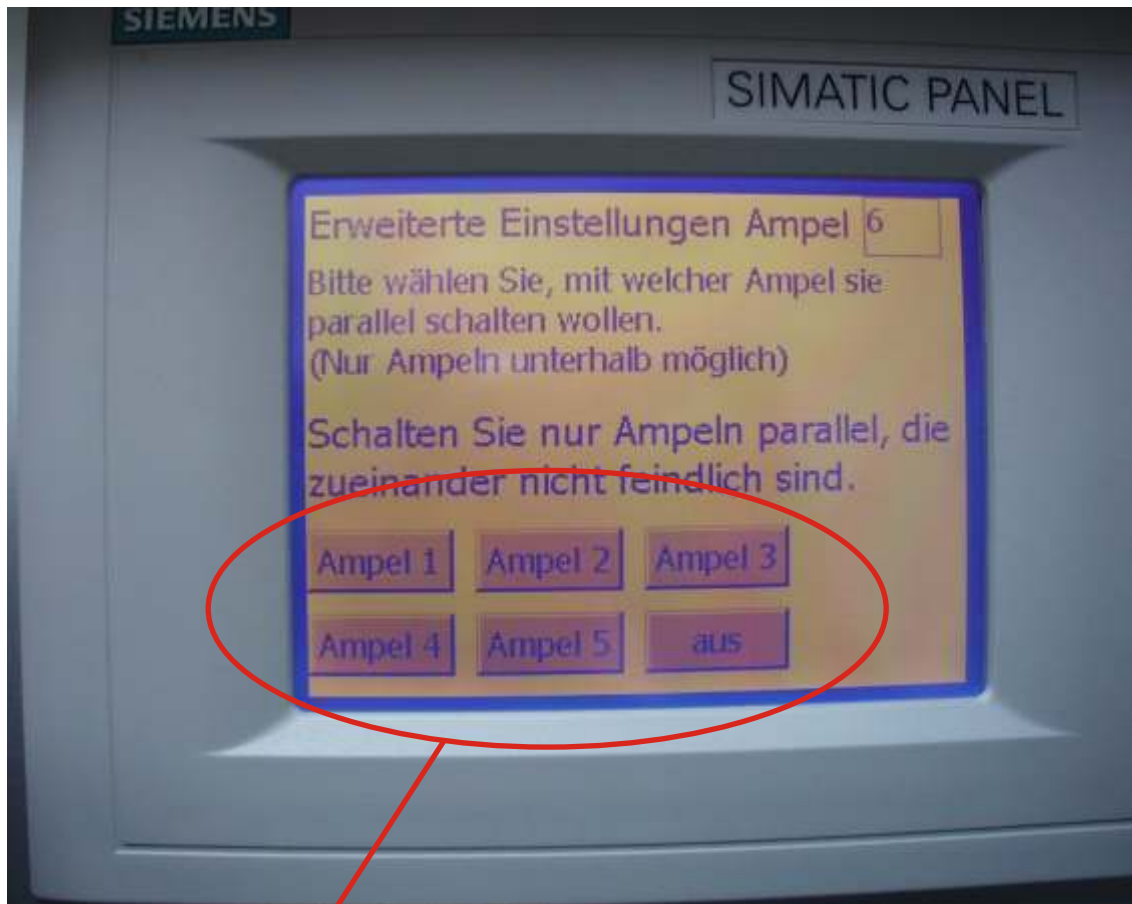 SIEMENS
SIMATIC PANEL
Erweiterte Einstellungen Ampel 6
Bitte wählen Sie, mit welcher Ampel sie
parallel schalten wollen.
(Nur Ampeln unterhalb möglich)
Schalten Sie nur Ampeln parallel, die
zueinander nicht feindlich sind.
Ampel 1 Ampel 2 Ampel 3
Ampel 4 Ampel 5 aus